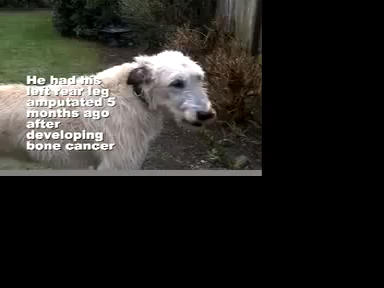 He had his
left rear leg
amputated 5
months ago
after
developing
bone cancer